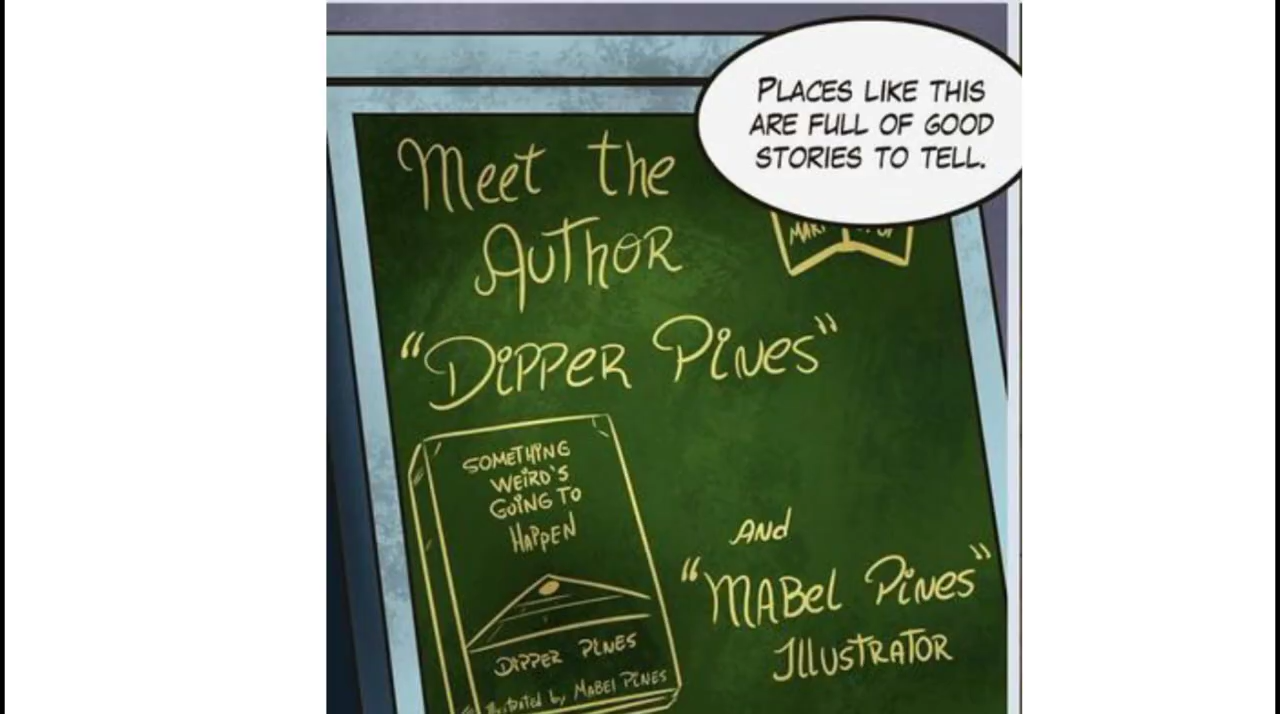 PLACES LIKE THIS
ARE FULL OF GOOD
STORIES TO TELL.
Meet the
Author
"Dipper Pines"
SOMETHING
WEIRD'S
GOING TO
HAPPEN
DIPPER PINES
Illustrated by MABEL PINES
AND
"MABel Pines"
Illustrator